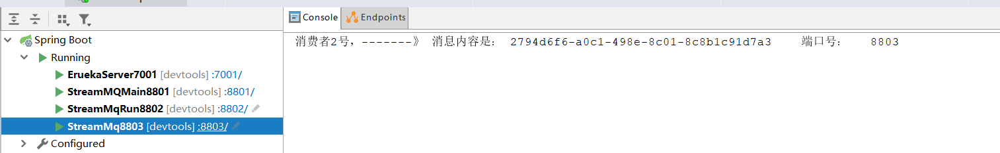 Console Endpoints
Spring Boot
Running
EruekaServer7001 [devtools] :7001/
StreamMQMain8801 [devtools] :8801/
StreamMqRun8802 [devtools] :8802/
StreamMq8803 [devtools] :8803/
Configured
消费者2号，-------》 消息内容是： 2794d6f6-a0c1-498e-8c01-8c8b1c91d7a3 端口号： 8803